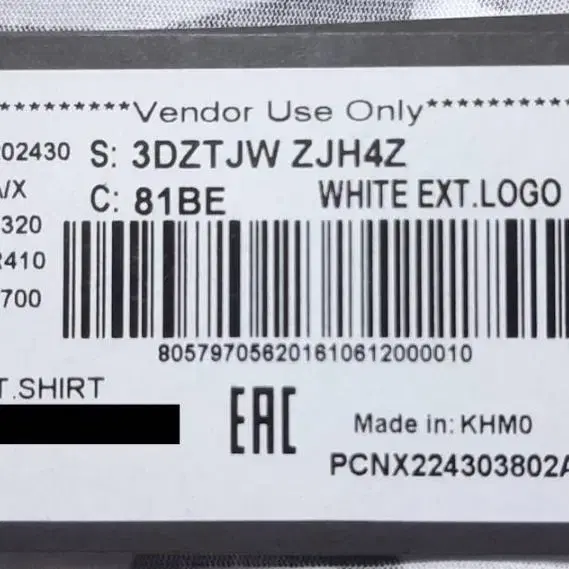 *********Vendor Use Only**********
202430 S: 3DZTJW ZJH4Z
A/X C: 81BE WHITE EXT.LOGO
320
410
700
805797056201610612000010
T.SHIRT
EAC
Made in: KHM0
PCNX224303802A